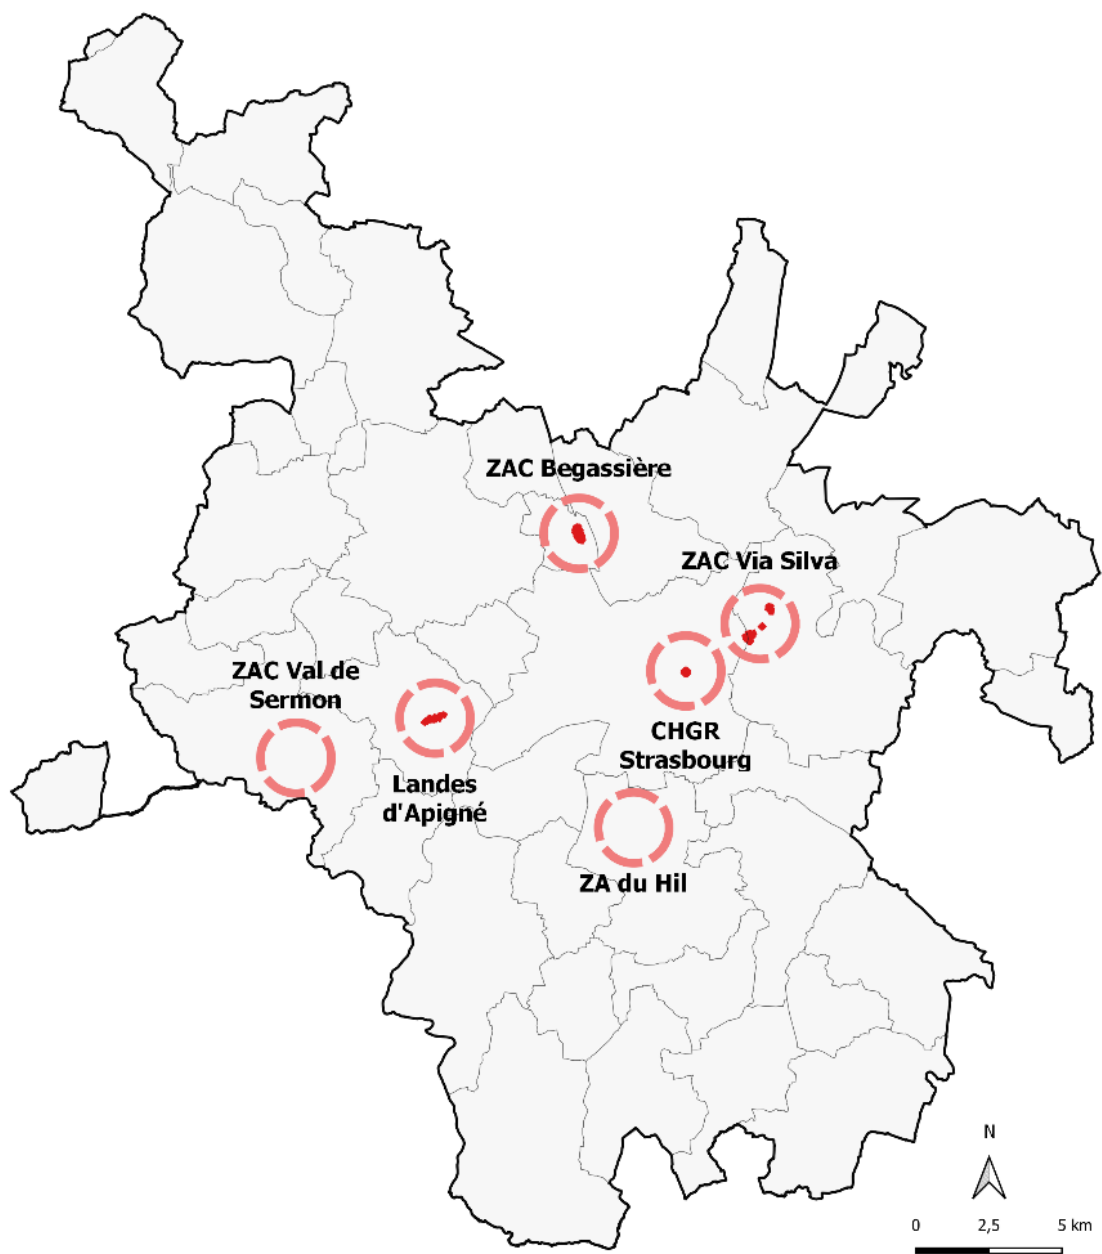 ZAC Begassière
ZAC Via Silva
ZAC Val de
Sermon
CHGR
Strasbourg
Landes
d'Apigné
ZA du Hil
N
0 2,5 5 km